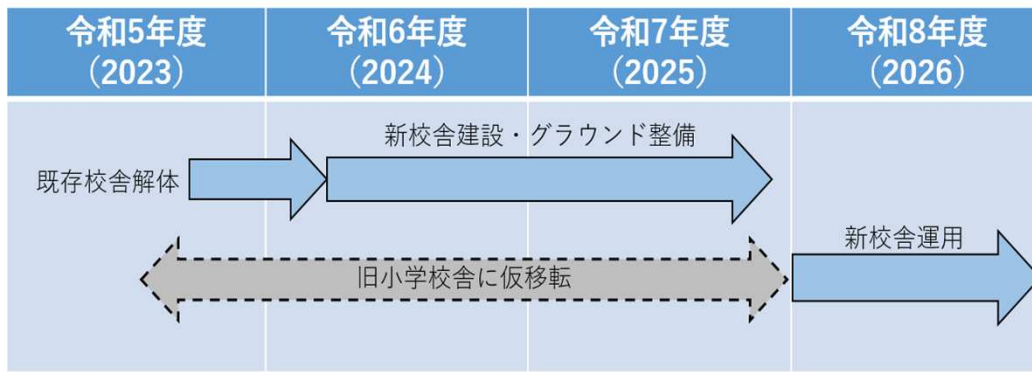 令和5年度
（2023）
令和6年度
（2024）
令和7年度
（2025）
令和8年度
（2026）
新校舎建設・グラウンド整備
既存校舎解体
新校舎運用
旧小学校舎に仮移転